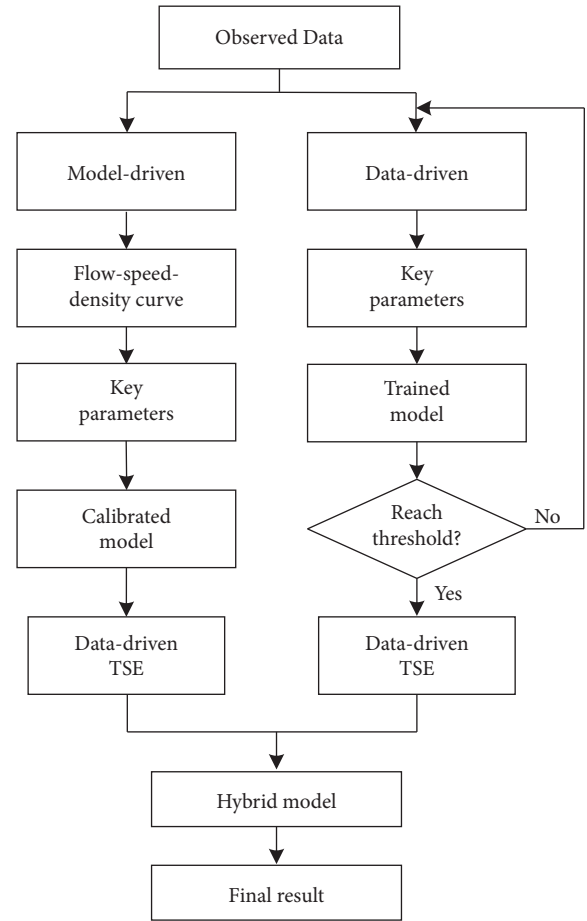 Observed Data
Model-driven
Data-driven
Flow-speed-
density curve
Key
parameters
Key
parameters
Trained
model
Calibrated
model
Reach
threshold?
No
Yes
Data-driven
TSE
Data-driven
TSE
Hybrid model
Final result